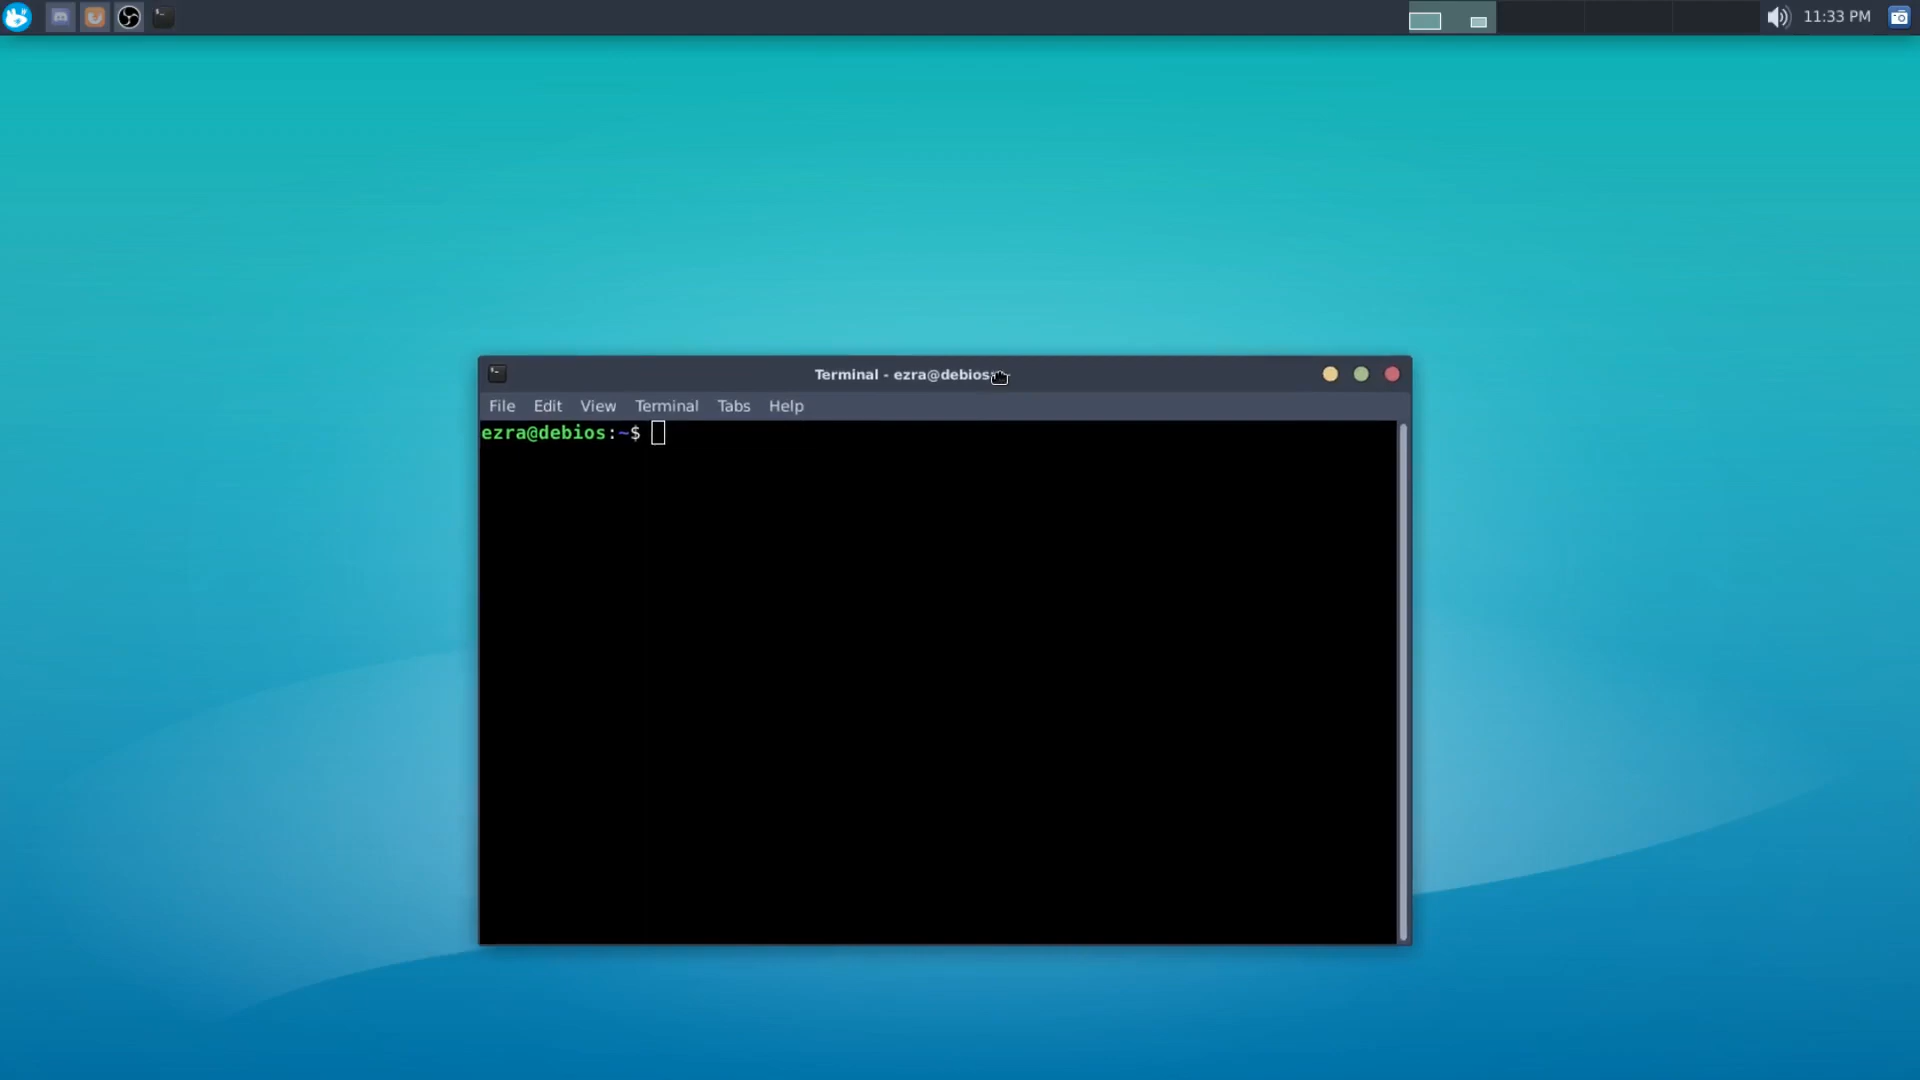 11:33 PM
Terminal - ezra@debios:
File Edit View Terminal Tabs Help
ezra@debios:~$